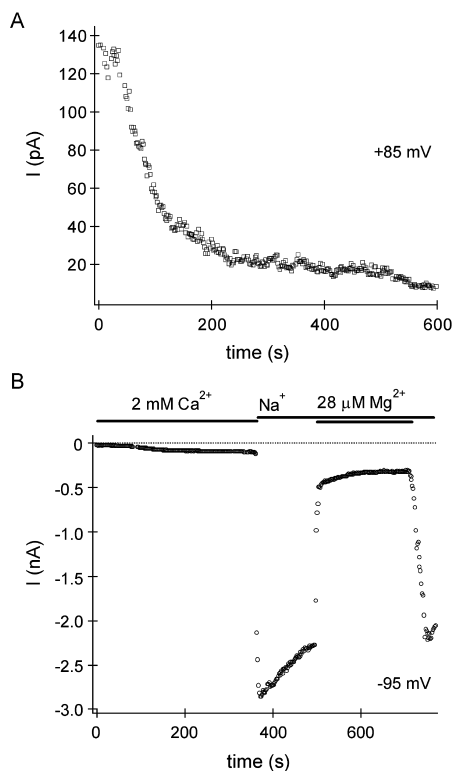 A
140
120
100
80
60
40
20
I (pA)
+85 mV
0
200
400
600
time (s)
B
2 mM Ca²⁺
Na⁺
28 μM Mg²⁺
0
-0.5
-1.0
-1.5
-2.0
-2.5
-3.0
I (nA)
-95 mV
0
200
400
600
time (s)